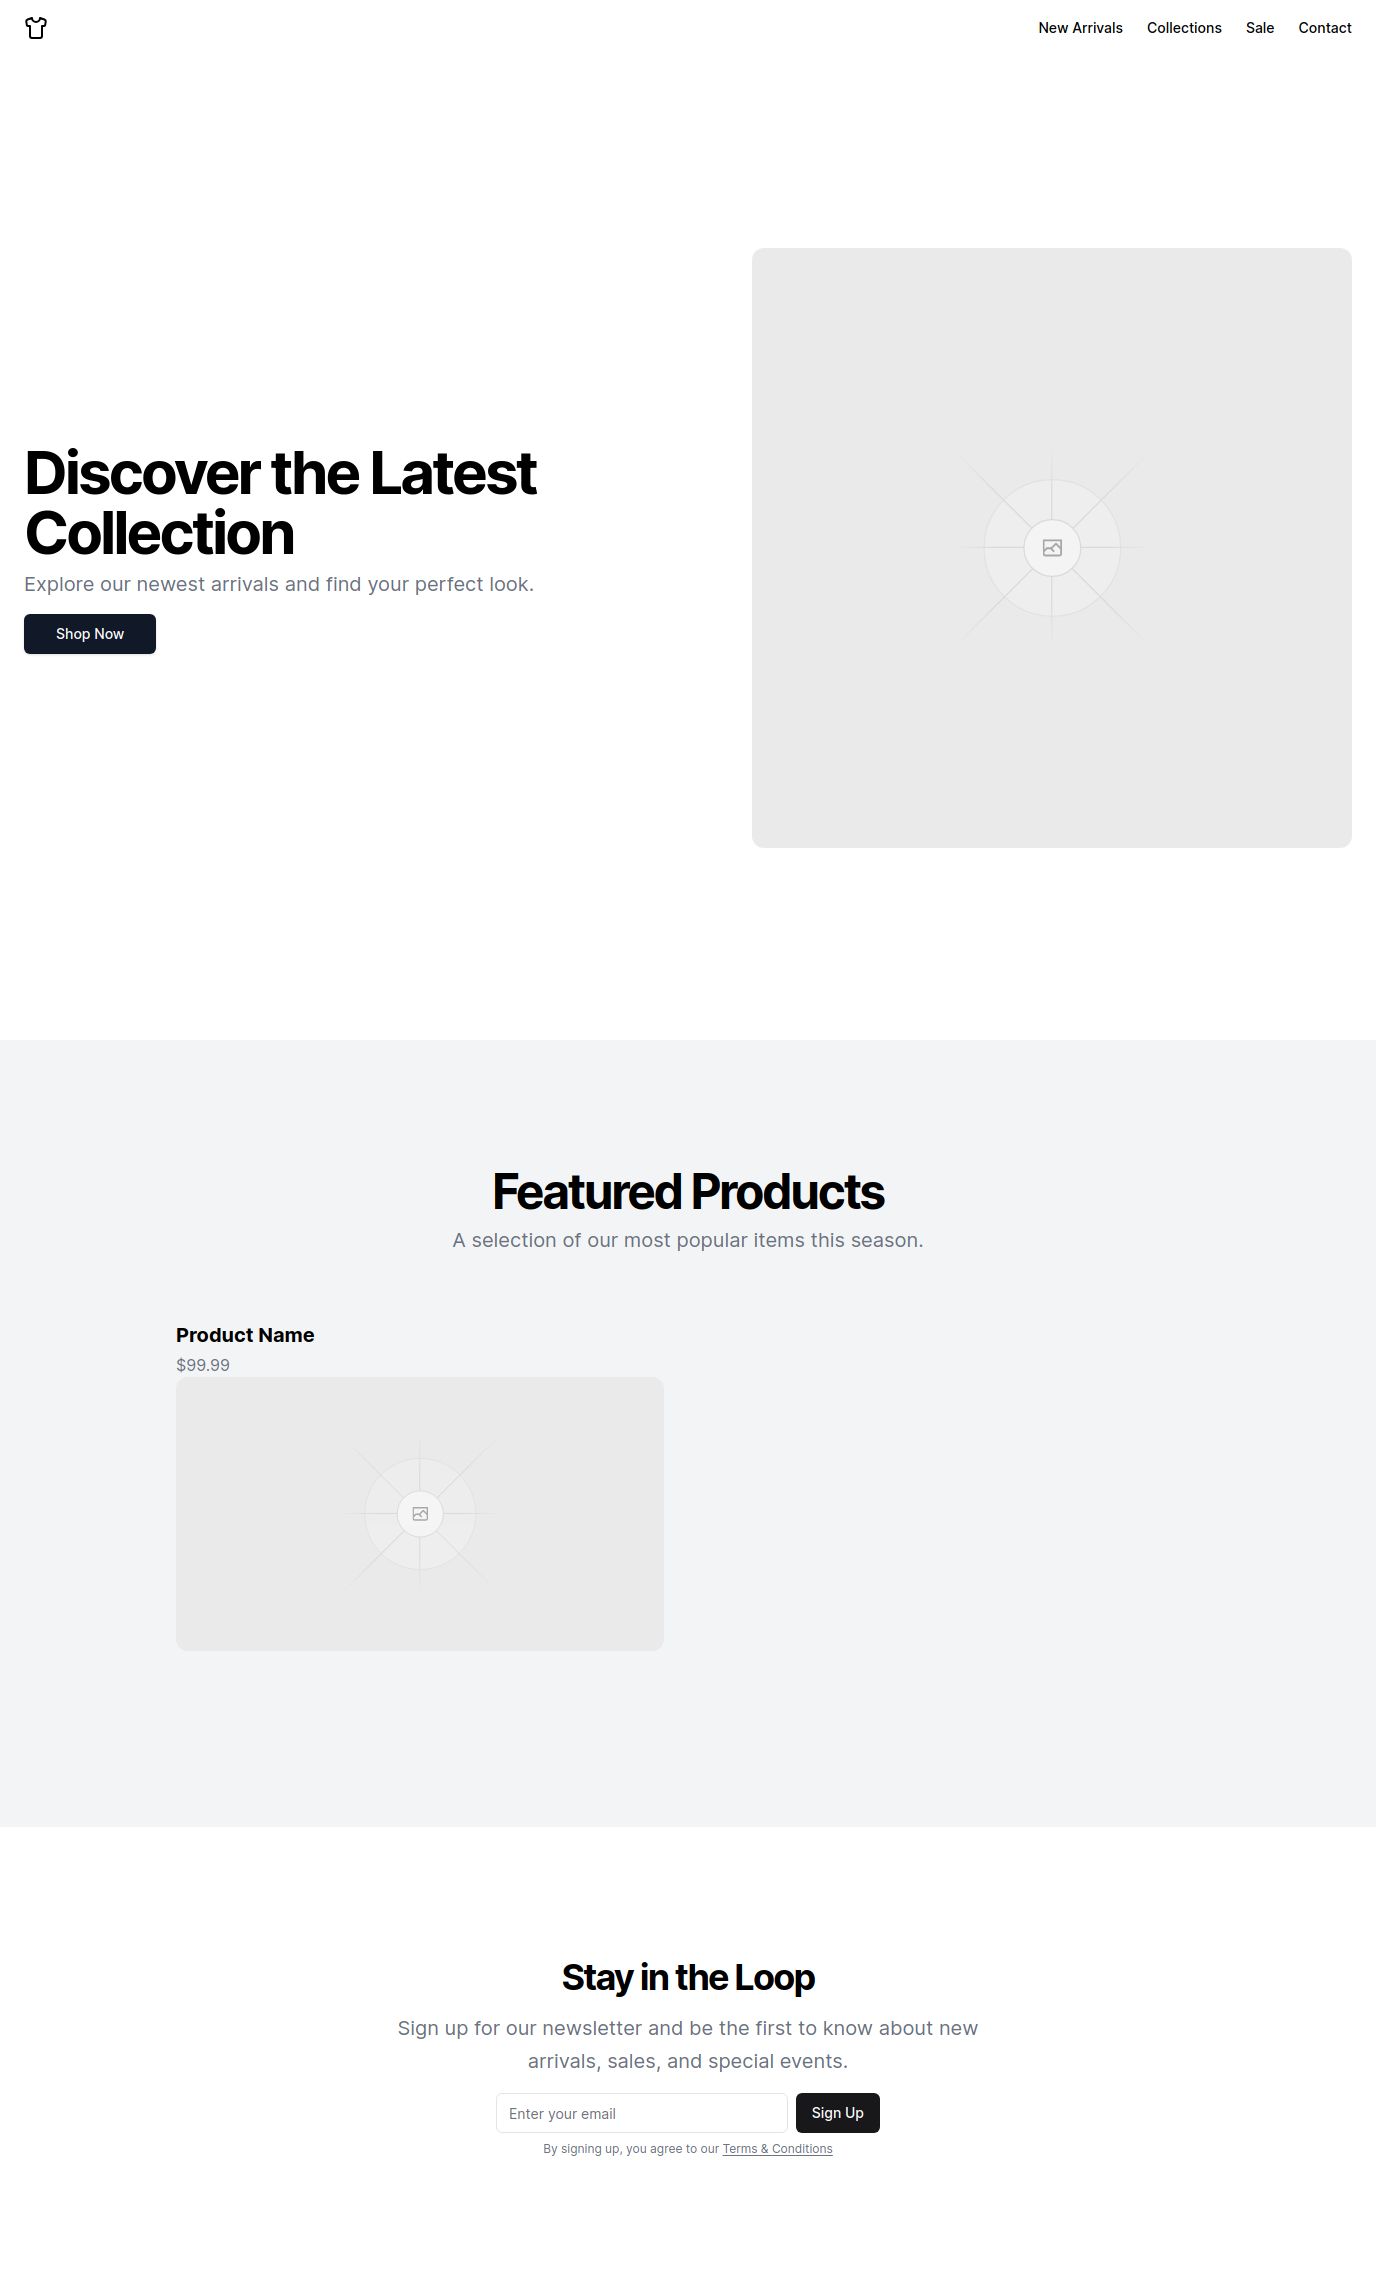 New Arrivals Collections Sale Contact
Discover the Latest
Collection
Explore our newest arrivals and find your perfect look.
Shop Now
Featured Products
A selection of our most popular items this season.
Product Name
$99.99
Stay in the Loop
Sign up for our newsletter and be the first to know about new
arrivals, sales, and special events.
Enter your email
Sign Up
By signing up, you agree to our Terms & Conditions